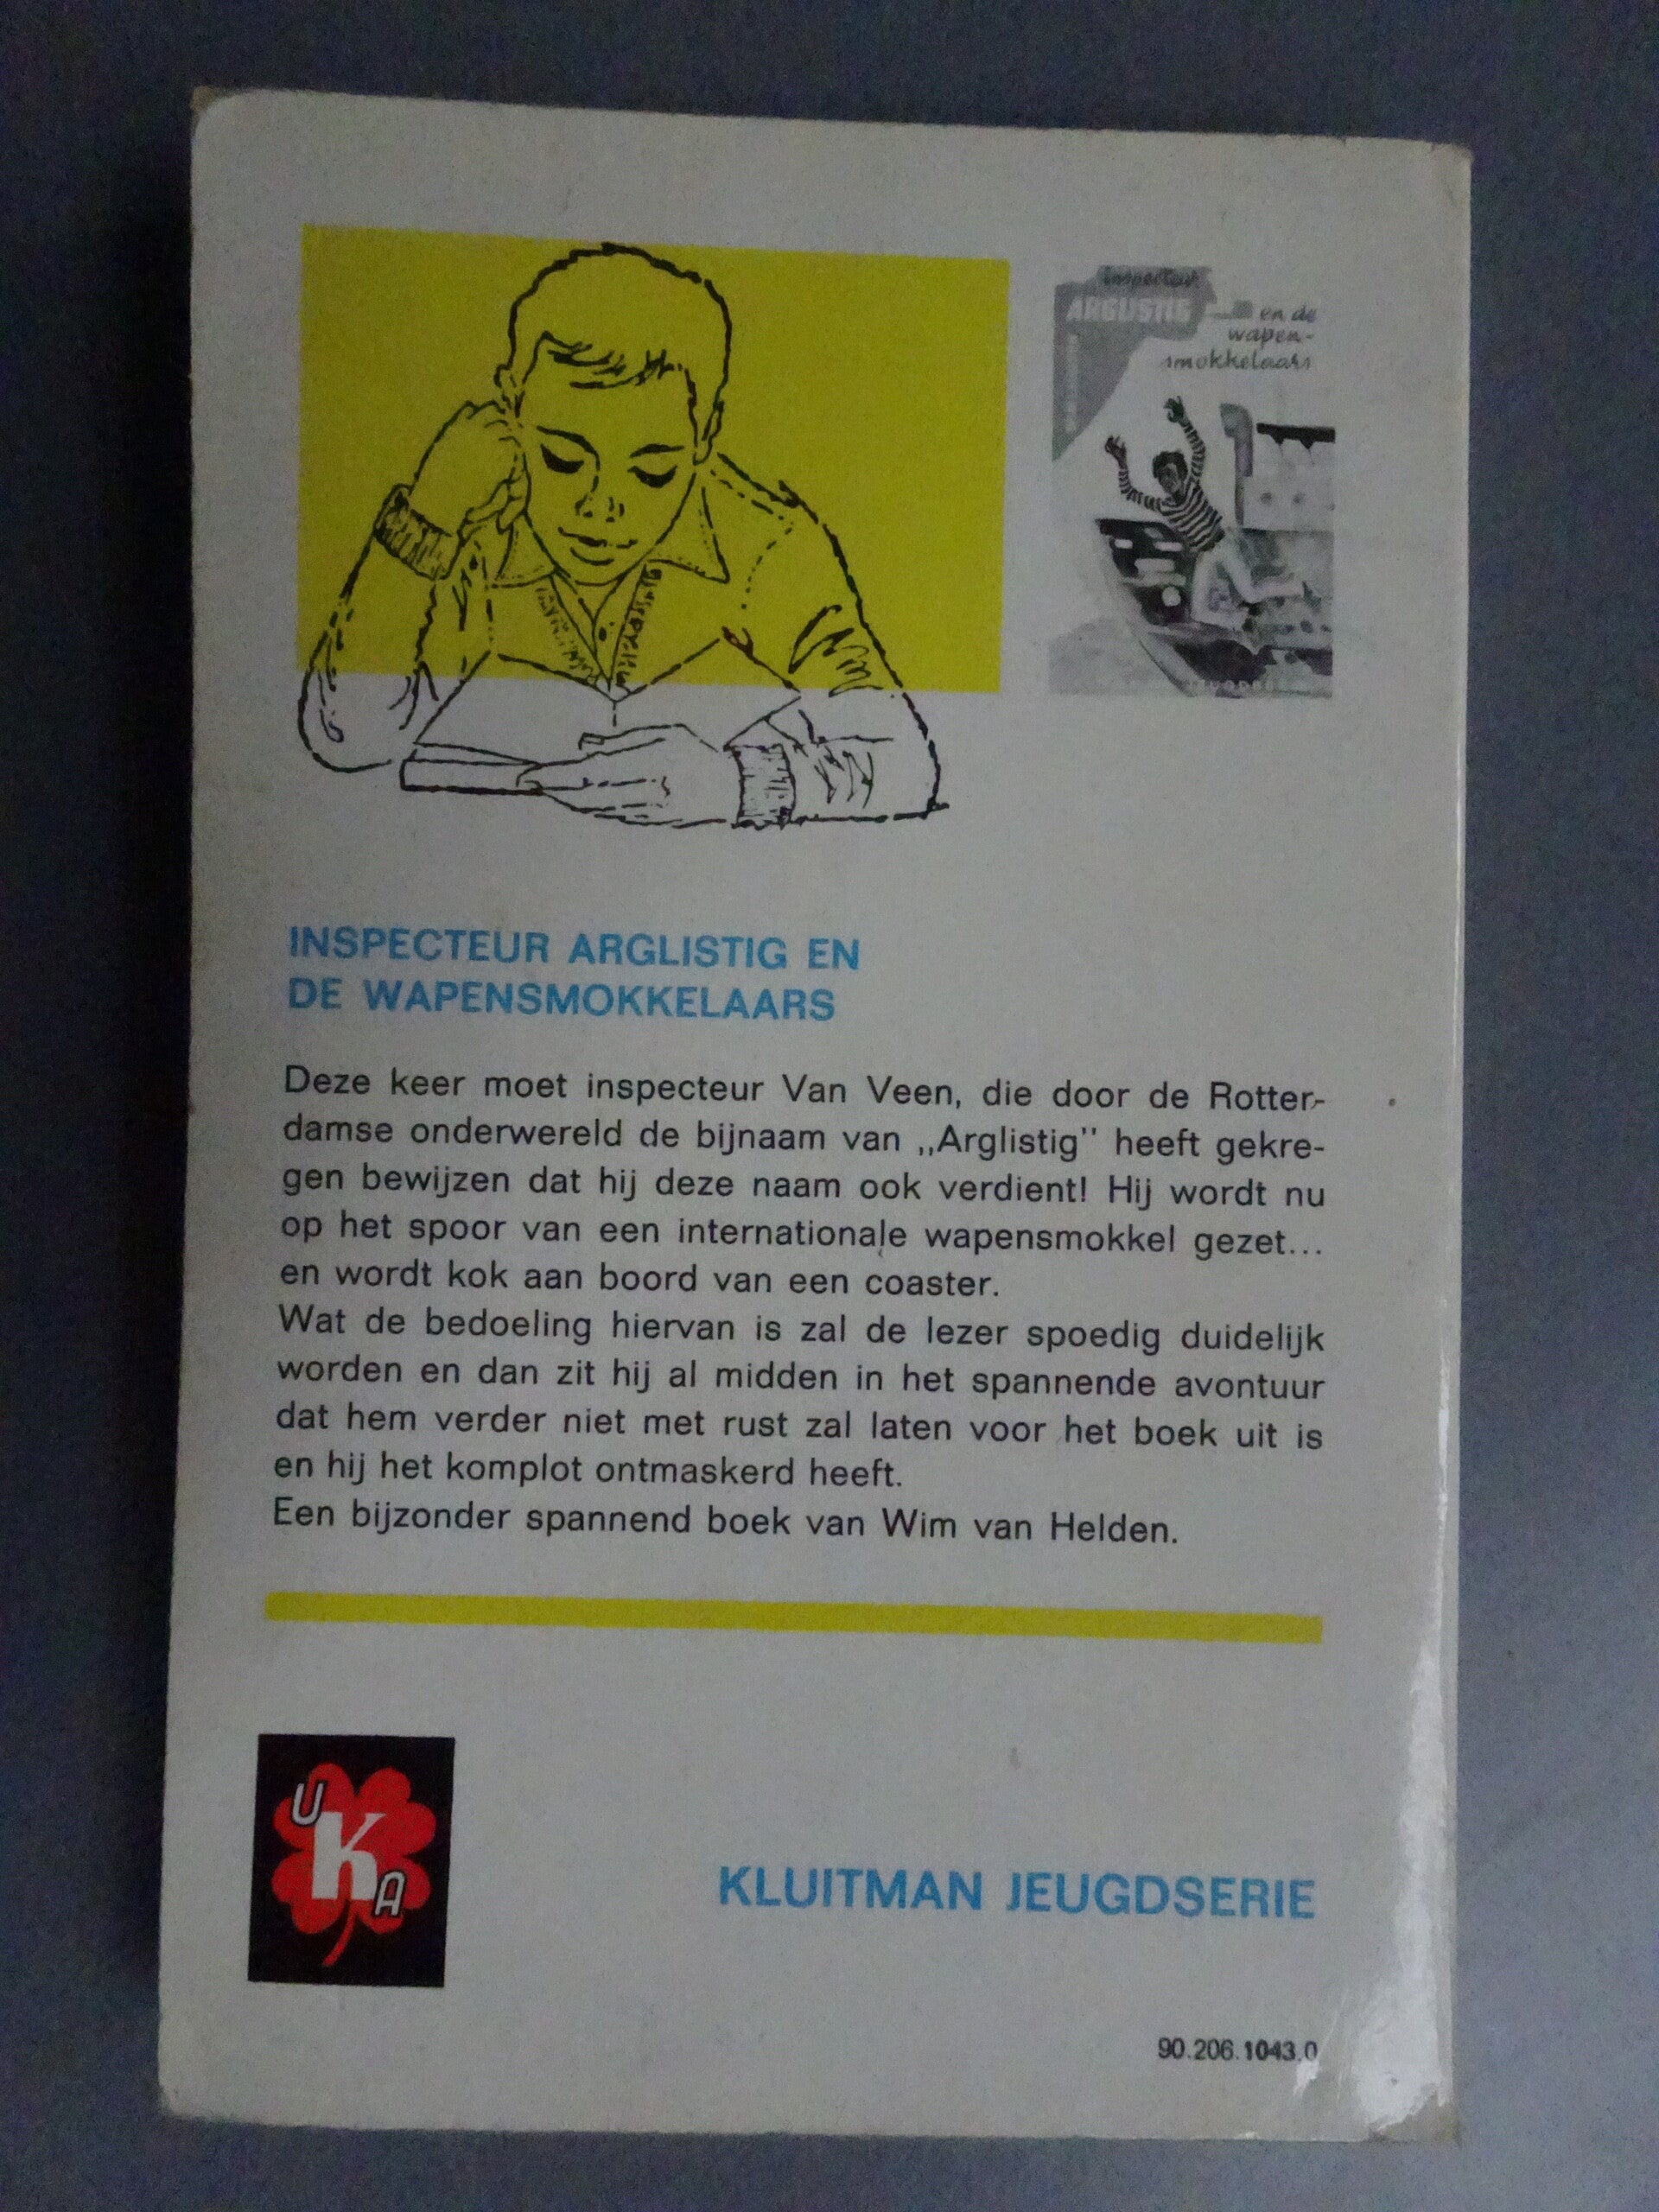 inspecteur
ARGLISTIG
en de
wapen-
smokkelaars
INSPECTEUR ARGLISTIG EN
DE WAPENSMOKKELAARS
Deze keer moet inspecteur Van Veen, die door de Rotter-
damse onderwereld de bijnaam van ,,Arglistig'' heeft gekre-
gen bewijzen dat hij deze naam ook verdient! Hij wordt nu
op het spoor van een internationale wapensmokkel gezet...
en wordt kok aan boord van een coaster.
Wat de bedoeling hiervan is zal de lezer spoedig duidelijk
worden en dan zit hij al midden in het spannende avontuur
dat hem verder niet met rust zal laten voor het boek uit is
en hij het komplot ontmaskerd heeft.
Een bijzonder spannend boek van Wim van Helden.
U
K
A
KLUITMAN JEUGDSERIE
90.206.1043.0